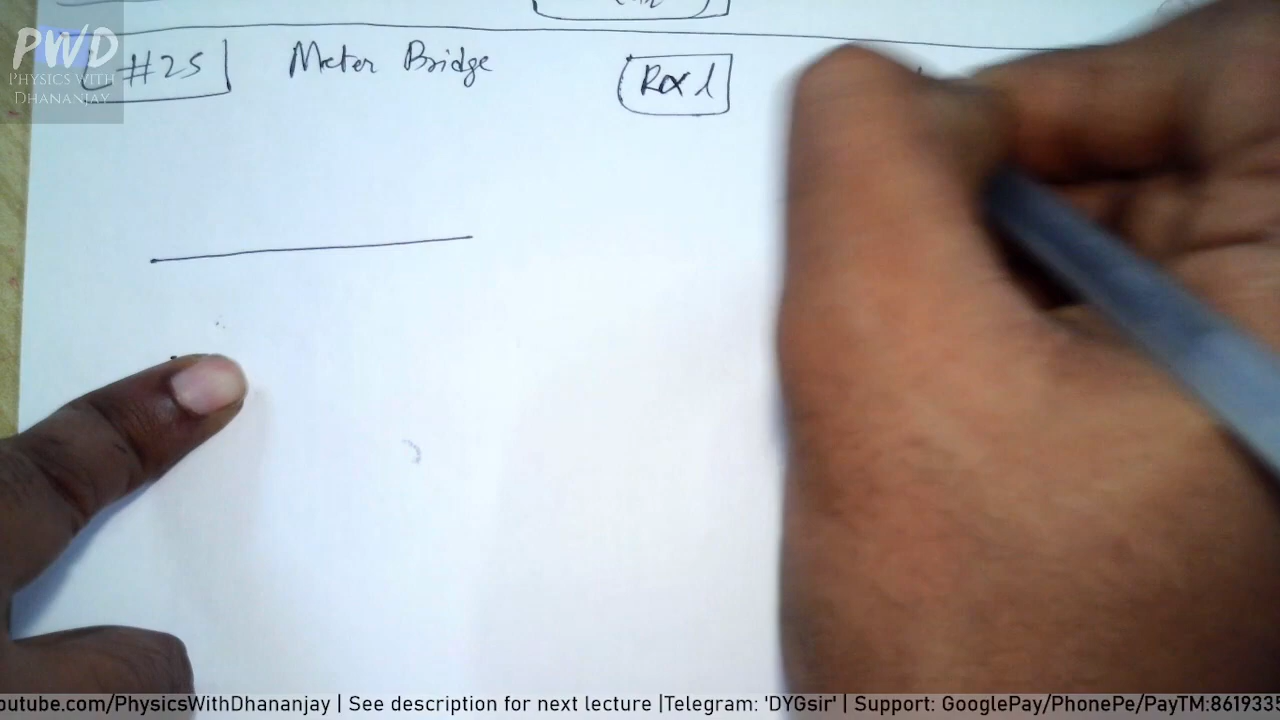 PWD
PHYSICS WITH
DHANANJAY
L #25
Meter Bridge
R∝l
outube.com/PhysicsWithDhananjay | See description for next lecture |Telegram: 'DYGsir' | Support: GooglePay/PhonePe/PayTM:8619335